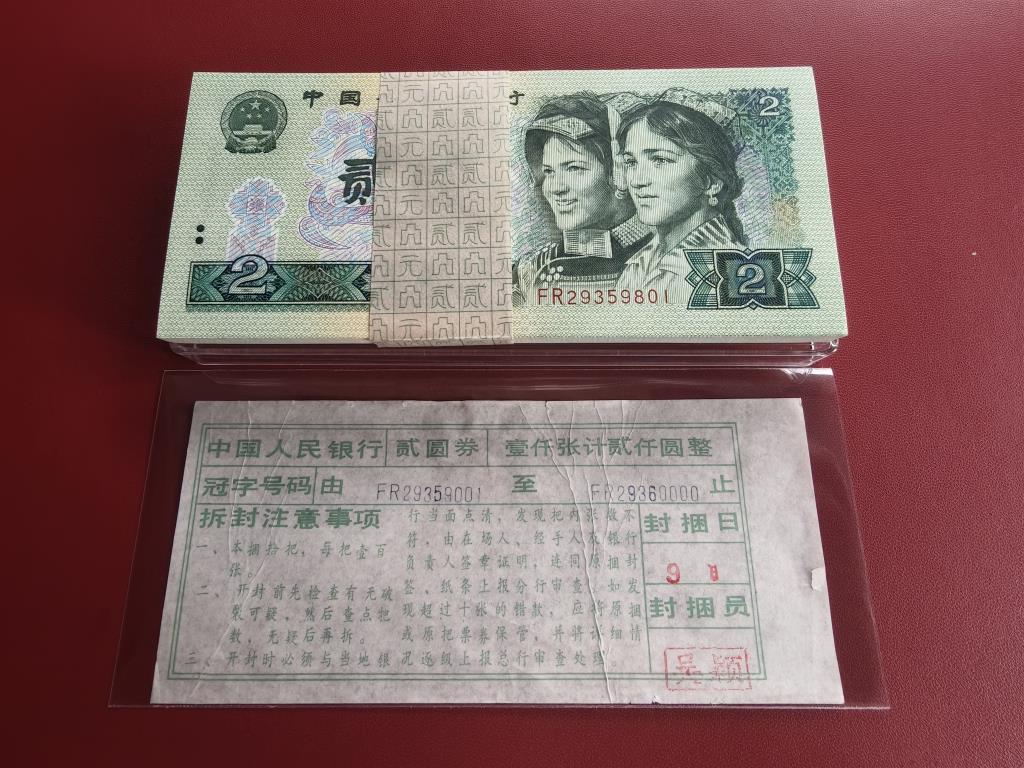 中国
行
2
贰
2
2
FR29359801
中国人民银行 贰圆券 壹仟张计贰仟圆整
冠字号码 由 FR29359001 至 FR29360000 止
拆封注意事项
一、本捆拾把，每把壹百
张。
二、开封前先检查有无破
裂可疑，然后查点把
数，无疑后再拆。
三、开封时必须与当地银
行当面点清，发现把内张数不
符，由在场人、经手人及银行
负责人签章证明，连同原捆封
签、纸条上报分行审查，如发
现超过十张的错款，应将原捆
或原把票券保管，并将详细情
况逐级上报总行审查处理。
封捆日
9
封捆员
吴颖